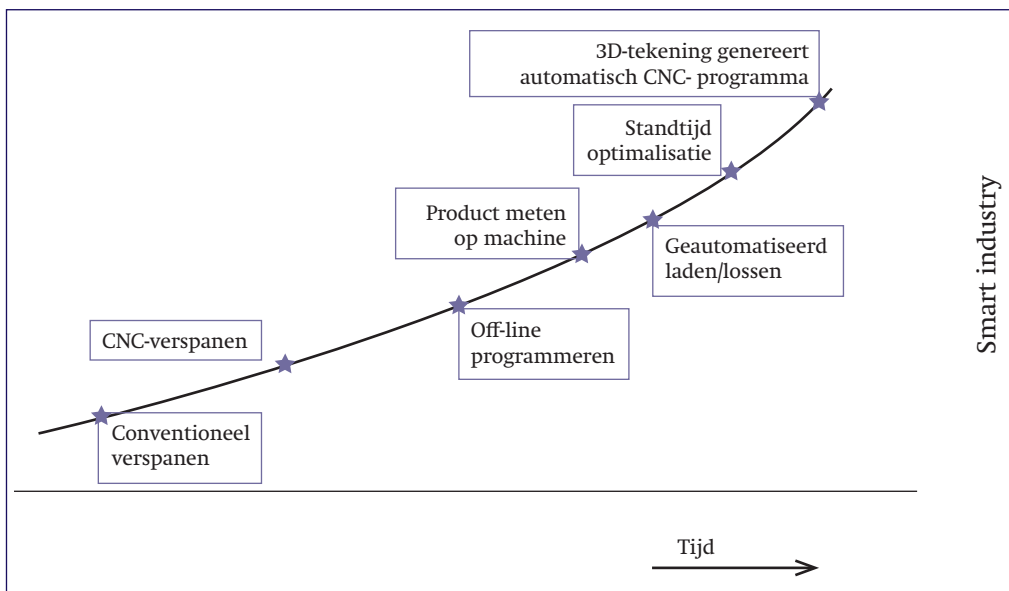 3D-tekening genereert
automatisch CNC- programma
Standtijd
optimalisatie
Product meten
op machine
Geautomatiseerd
laden/lossen
CNC-verspanen
Off-line
programmeren
Conventioneel
verspanen
Smart industry
Tijd